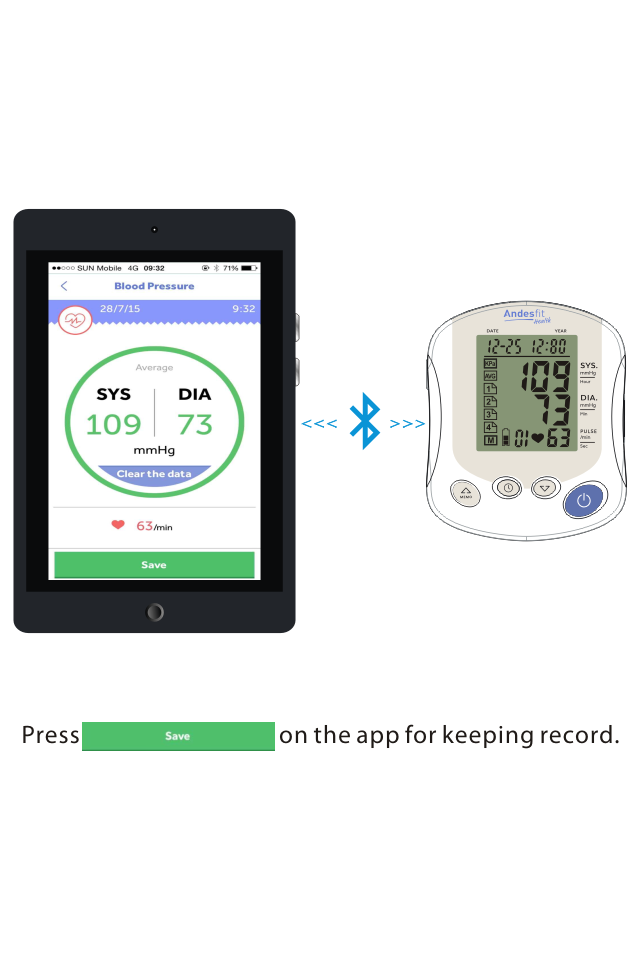 ●●○○○ SUN Mobile 4G 09:32 71%
< Blood Pressure
28/7/15 9:32
Average
SYS DIA
109 73
mmHg
Clear the data
63/min
Save
<<< >>>
Andesfit
Health
DATE YEAR
12-25 12:80
KPa
AVG
1
2
3
4
M
109
73
01 63
SYS.
mmHg
Hour
DIA.
mmHg
Min
PULSE
/min
Sec
MEMO
Press Save on the app for keeping record.